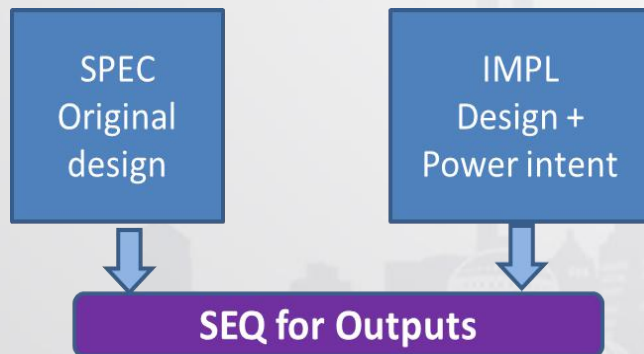 SPEC
Original
design
IMPL
Design +
Power intent
SEQ for Outputs